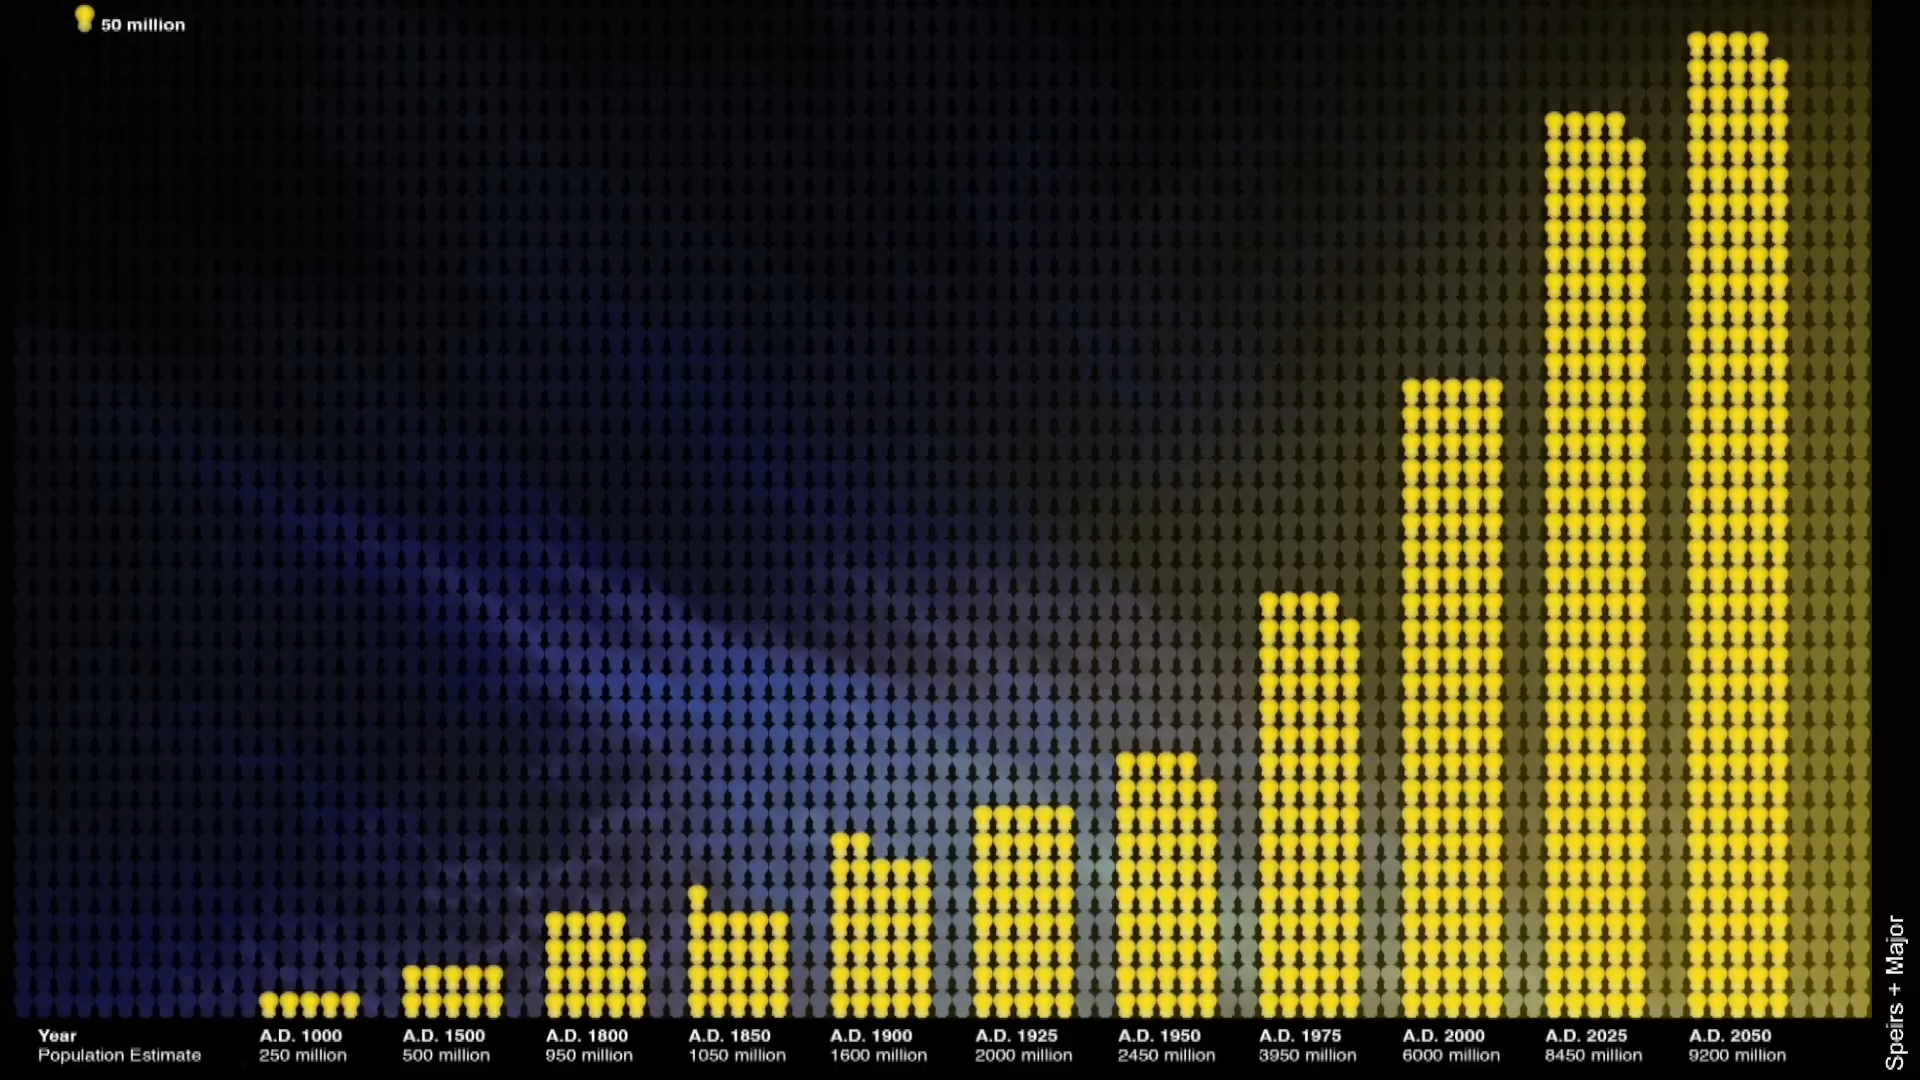 50 million
Year A.D. 1000 A.D. 1500 A.D. 1800 A.D. 1850 A.D. 1900 A.D. 1925 A.D. 1950 A.D. 1975 A.D. 2000 A.D. 2025 A.D. 2050
Population Estimate 250 million 500 million 950 million 1050 million 1600 million 2000 million 2450 million 3950 million 6000 million 8450 million 9200 million
Speirs + Major